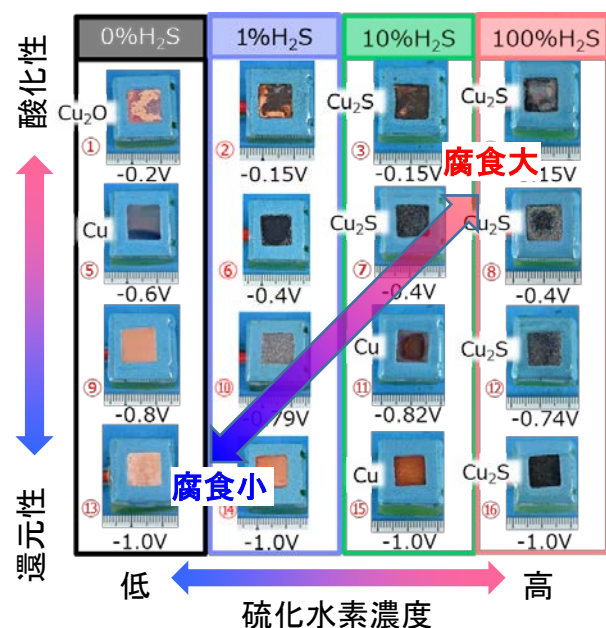 0%H₂S 1%H₂S 10%H₂S 100%H₂S
酸化性
Cu₂O Cu₂S Cu₂S
① ② ③
-0.2V -0.15V -0.15V .15V
腐食大
Cu Cu₂S Cu₂S
⑤ ⑥ ⑦ ⑧
-0.6V -0.4V -0.4V -0.4V
Cu Cu₂S
⑨ ⑩ ⑪ ⑫
-0.8V -0.79V -0.82V -0.74V
腐食小
Cu Cu₂S
⑬ ⑭ ⑮ ⑯
-1.0V -1.0V -1.0V -1.0V
還元性
低 高
硫化水素濃度